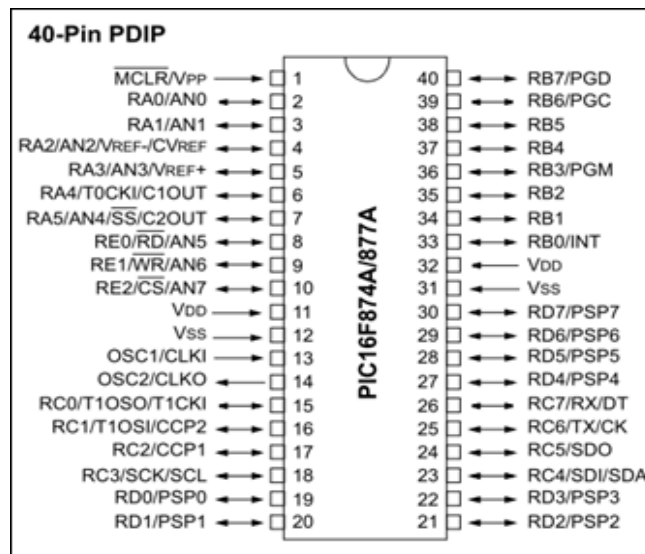 40-Pin PDIP
MCLR/VPP 1
RA0/AN0 2
RA1/AN1 3
RA2/AN2/VREF-/CVREF 4
RA3/AN3/VREF+ 5
RA4/T0CKI/C1OUT 6
RA5/AN4/SS/C2OUT 7
RE0/RD/AN5 8
RE1/WR/AN6 9
RE2/CS/AN7 10
VDD 11
VSS 12
OSC1/CLKI 13
OSC2/CLKO 14
RC0/T1OSO/T1CKI 15
RC1/T1OSI/CCP2 16
RC2/CCP1 17
RC3/SCK/SCL 18
RD0/PSP0 19
RD1/PSP1 20
PIC16F874A/877A
40 RB7/PGD
39 RB6/PGC
38 RB5
37 RB4
36 RB3/PGM
35 RB2
34 RB1
33 RB0/INT
32 VDD
31 VSS
30 RD7/PSP7
29 RD6/PSP6
28 RD5/PSP5
27 RD4/PSP4
26 RC7/RX/DT
25 RC6/TX/CK
24 RC5/SDO
23 RC4/SDI/SDA
22 RD3/PSP3
21 RD2/PSP2